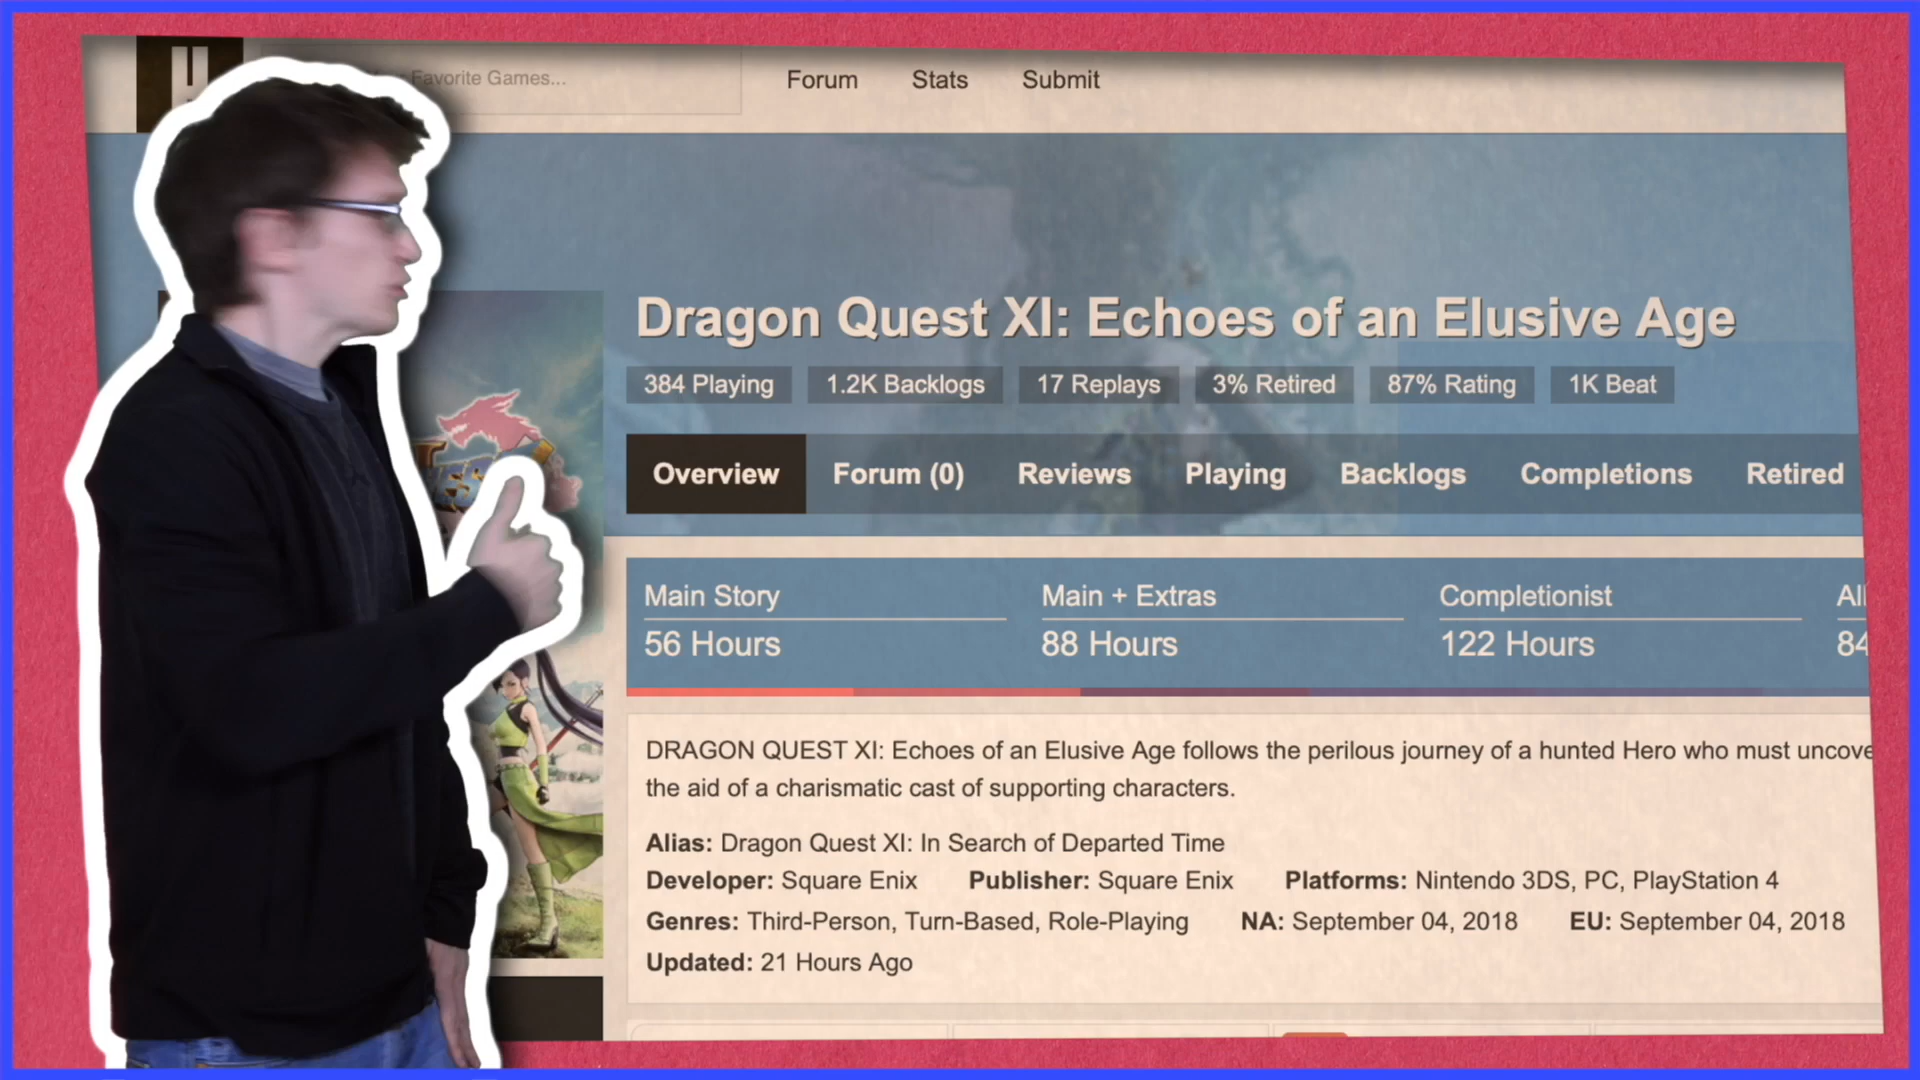 Favorite Games...
Forum Stats Submit
Dragon Quest XI: Echoes of an Elusive Age
384 Playing 1.2K Backlogs 17 Replays 3% Retired 87% Rating 1K Beat
Overview Forum (0) Reviews Playing Backlogs Completions Retired
Main Story Main + Extras Completionist All
56 Hours 88 Hours 122 Hours 84
DRAGON QUEST XI: Echoes of an Elusive Age follows the perilous journey of a hunted Hero who must uncove
the aid of a charismatic cast of supporting characters.
Alias: Dragon Quest XI: In Search of Departed Time
Developer: Square Enix Publisher: Square Enix Platforms: Nintendo 3DS, PC, PlayStation 4
Genres: Third-Person, Turn-Based, Role-Playing NA: September 04, 2018 EU: September 04, 2018
Updated: 21 Hours Ago